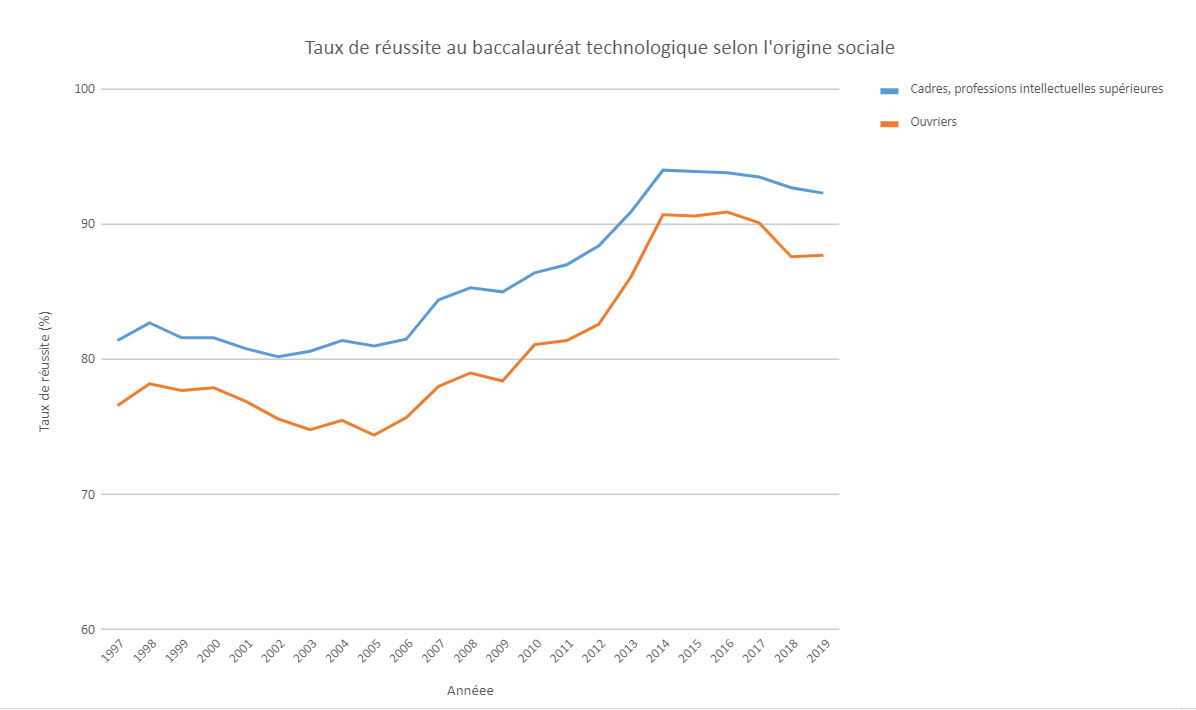 Taux de réussite au baccalauréat technologique selon l'origine sociale
Cadres, professions intellectuelles supérieures
Ouvriers
Taux de réussite (%)
100
90
80
70
60
1997 1998 1999 2000 2001 2002 2003 2004 2005 2006 2007 2008 2009 2010 2011 2012 2013 2014 2015 2016 2017 2018 2019
Annéee